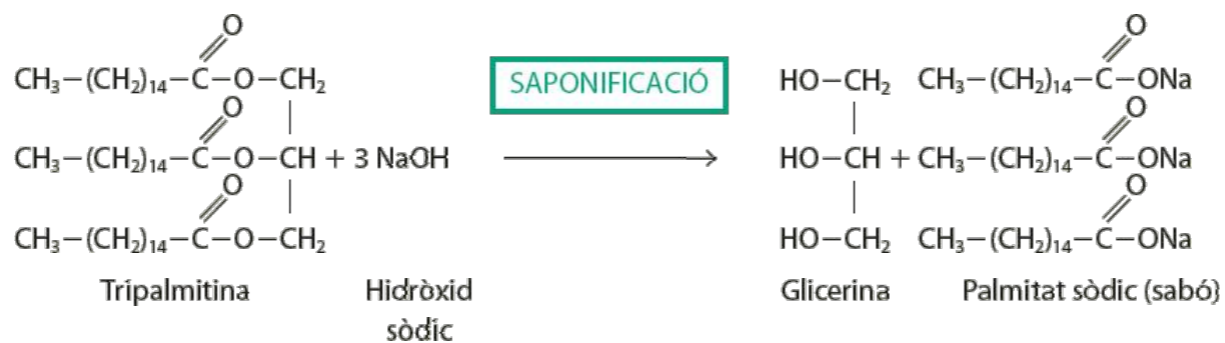 O O
CH₃−(CH₂)₁₄−C−O−CH₂ SAPONIFICACIÓ HO−CH₂ CH₃−(CH₂)₁₄−C−ONa
O O
CH₃−(CH₂)₁₄−C−O−CH + 3 NaOH HO−CH + CH₃−(CH₂)₁₄−C−ONa
O O
CH₃−(CH₂)₁₄−C−O−CH₂ HO−CH₂ CH₃−(CH₂)₁₄−C−ONa
Tripalmitina Hidròxid Glicerina Palmitat sòdic (sabó)
sòdic